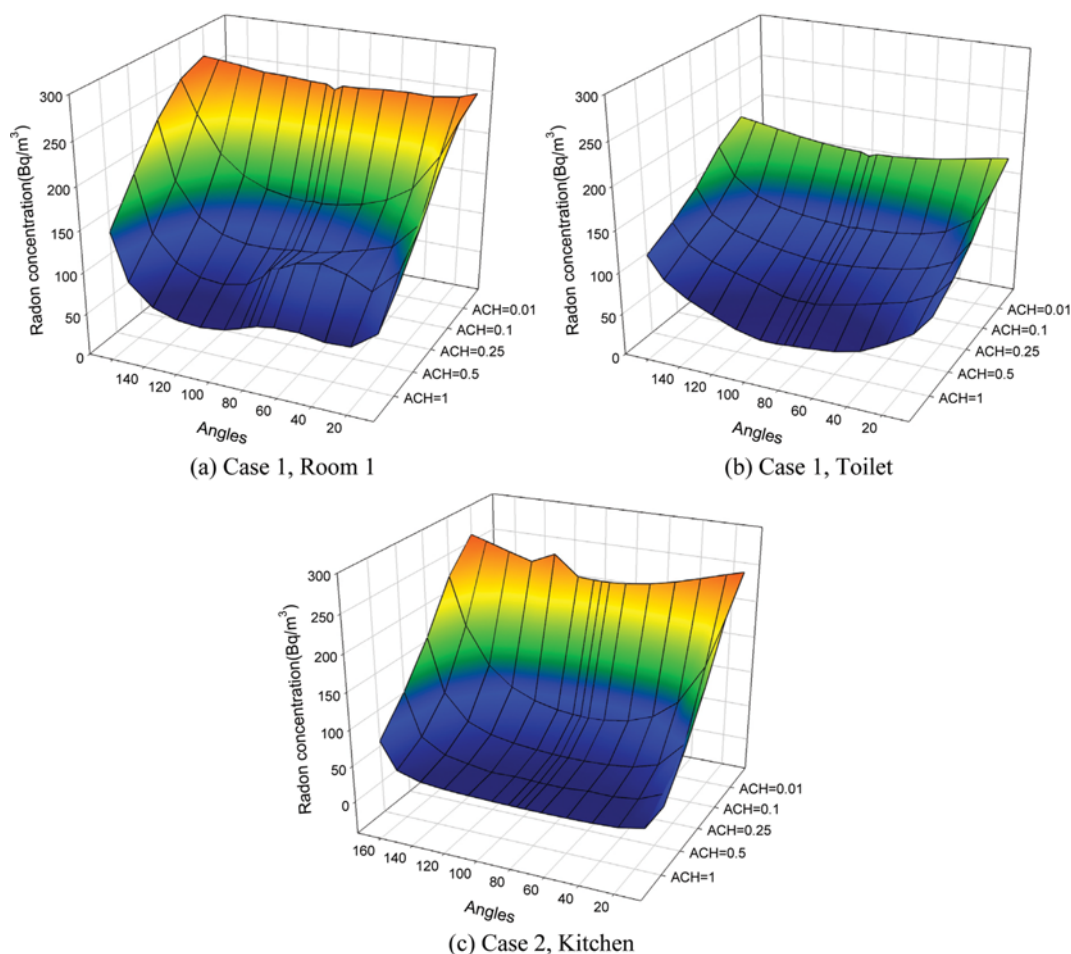 300
250
200
150
100
50
0
Radon concentration(Bq/m³)
140
120
100
80
60
40
20
Angles
ACH=0.01
ACH=0.1
ACH=0.25
ACH=0.5
ACH=1
(a) Case 1, Room 1
300
250
200
150
100
50
0
Radon concentration(Bq/m³)
140
120
100
80
60
40
20
Angles
ACH=0.01
ACH=0.1
ACH=0.25
ACH=0.5
ACH=1
(b) Case 1, Toilet
300
250
200
150
100
50
0
Radon concentration(Bq/m³)
160
140
120
100
80
60
40
20
Angles
ACH=0.01
ACH=0.1
ACH=0.25
ACH=0.5
ACH=1
(c) Case 2, Kitchen